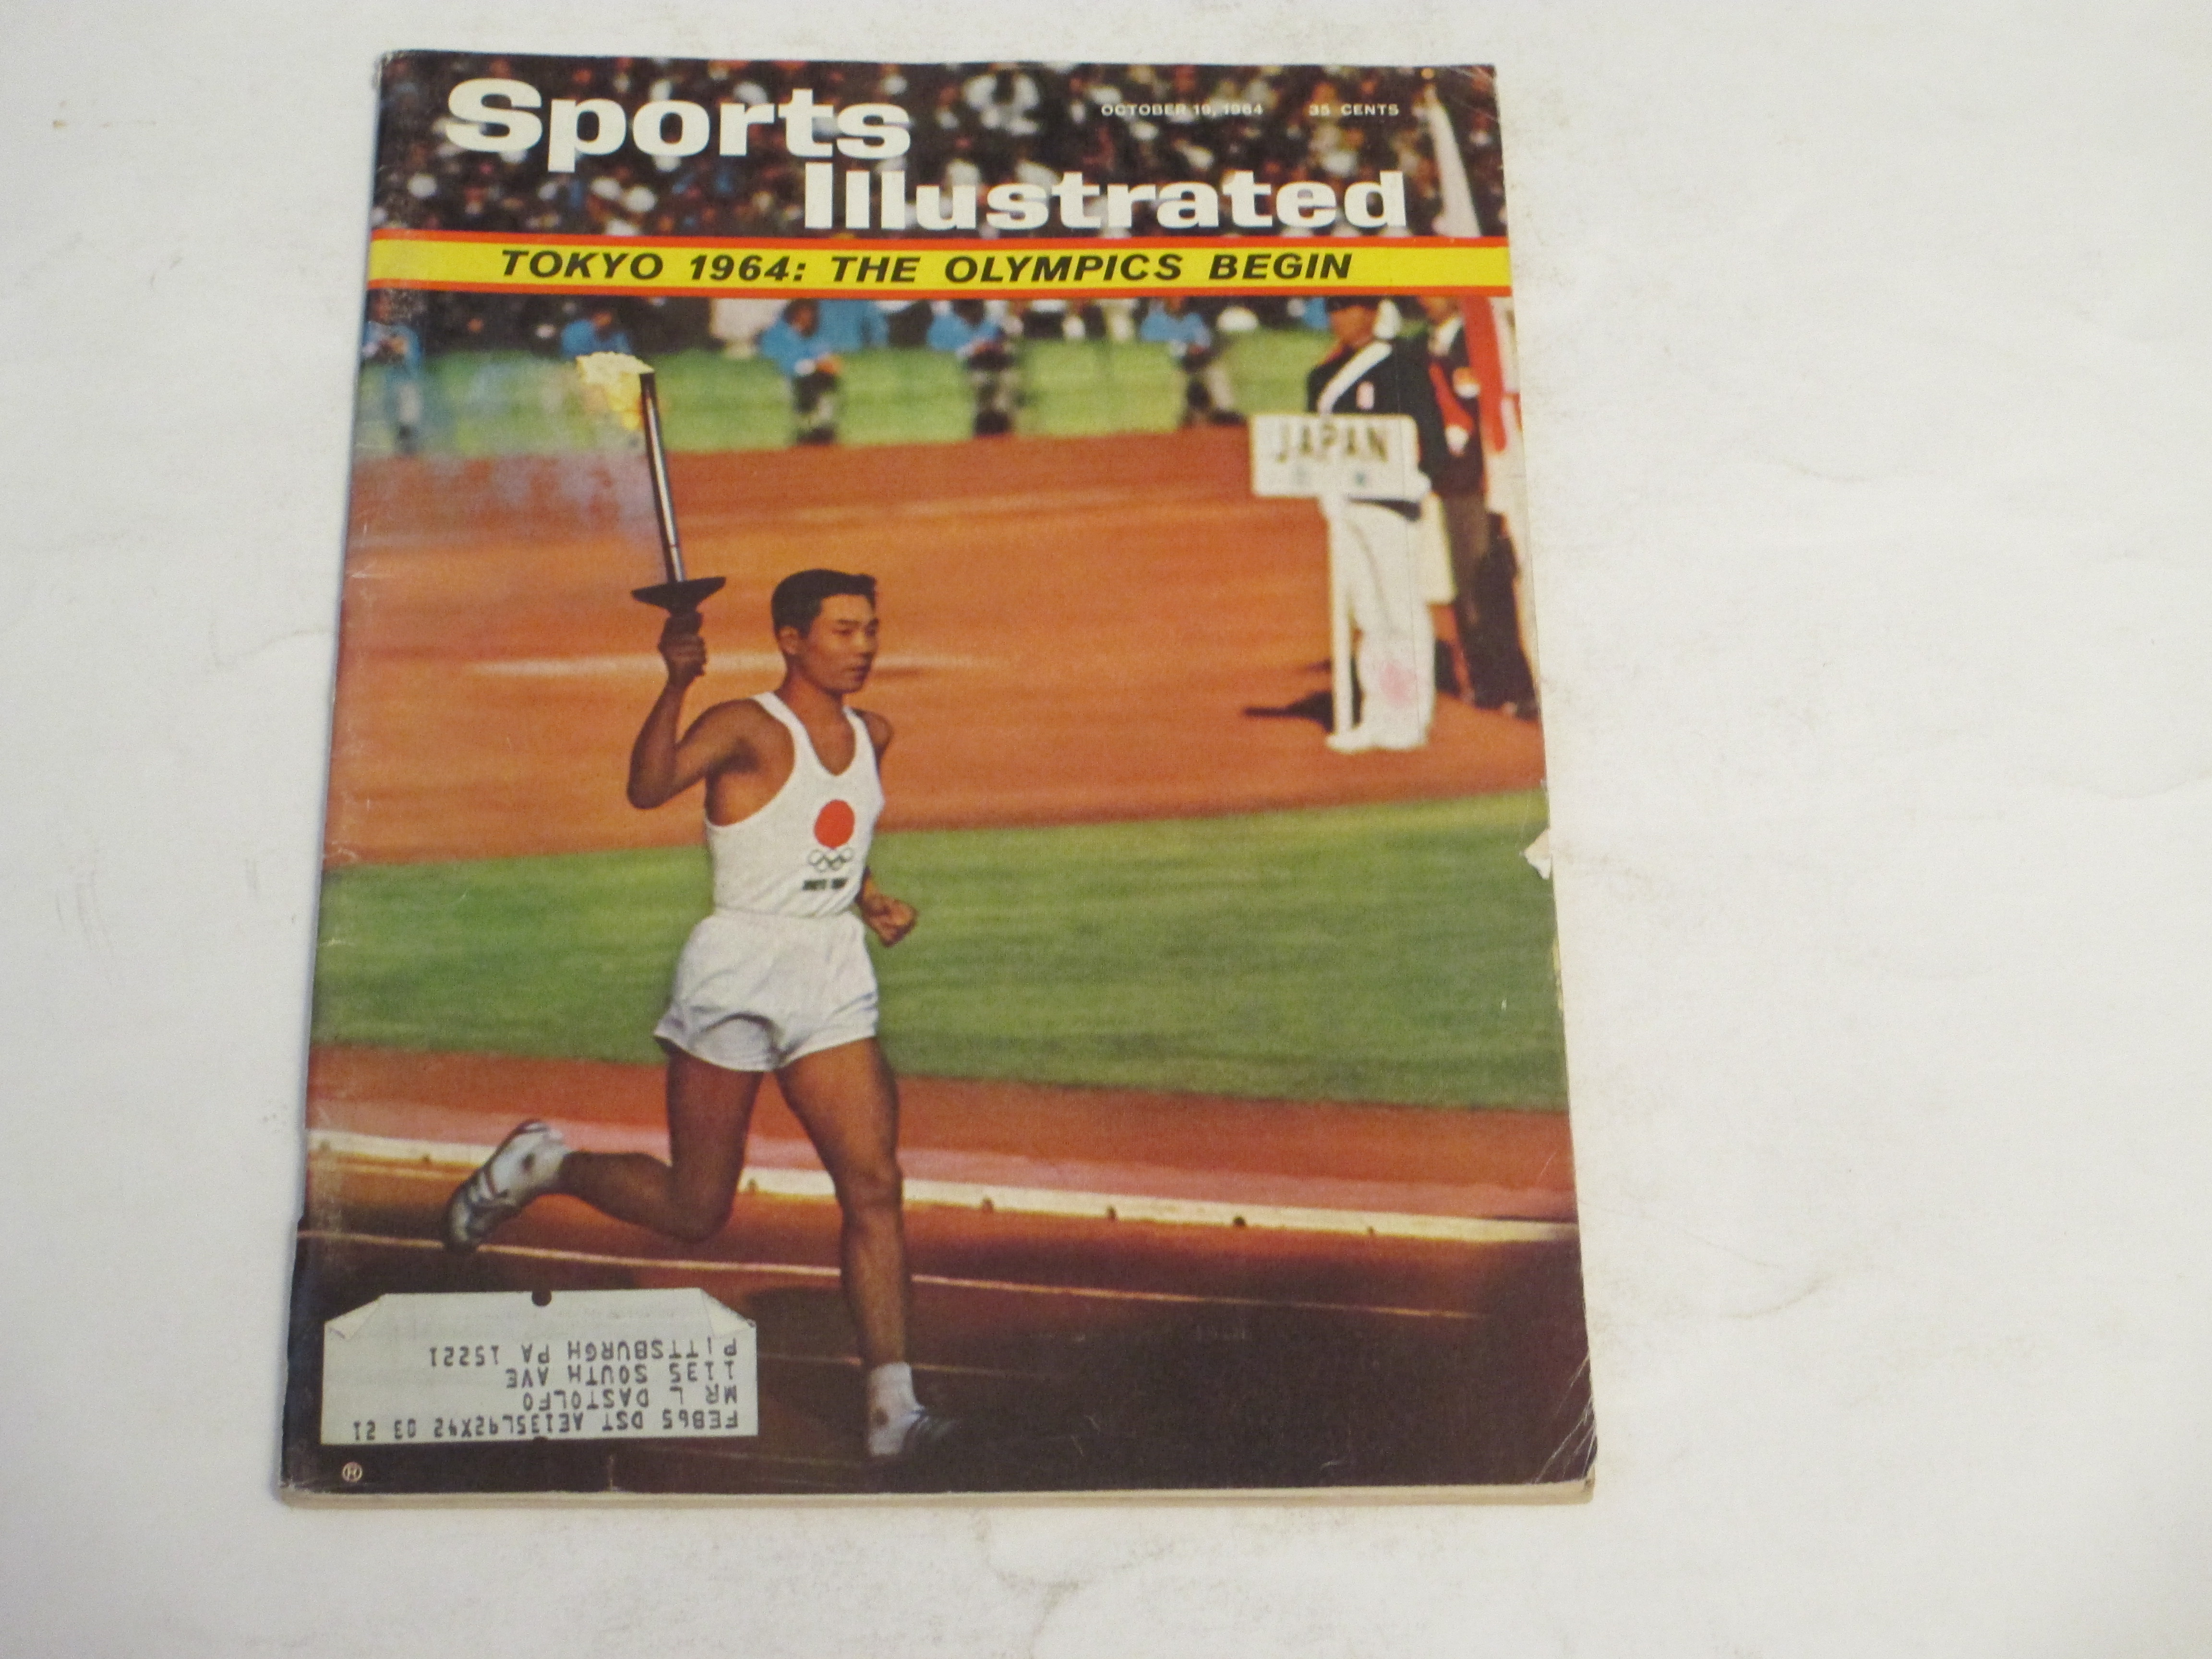 Sports
Illustrated
OCTOBER 19, 1964 35 CENTS
TOKYO 1964: THE OLYMPICS BEGIN
JAPAN
FEB65 DST AE135L92X42 03 21
MR L DASTOLFO
1135 SOUTH AVE
PITTSBURGH PA 15221